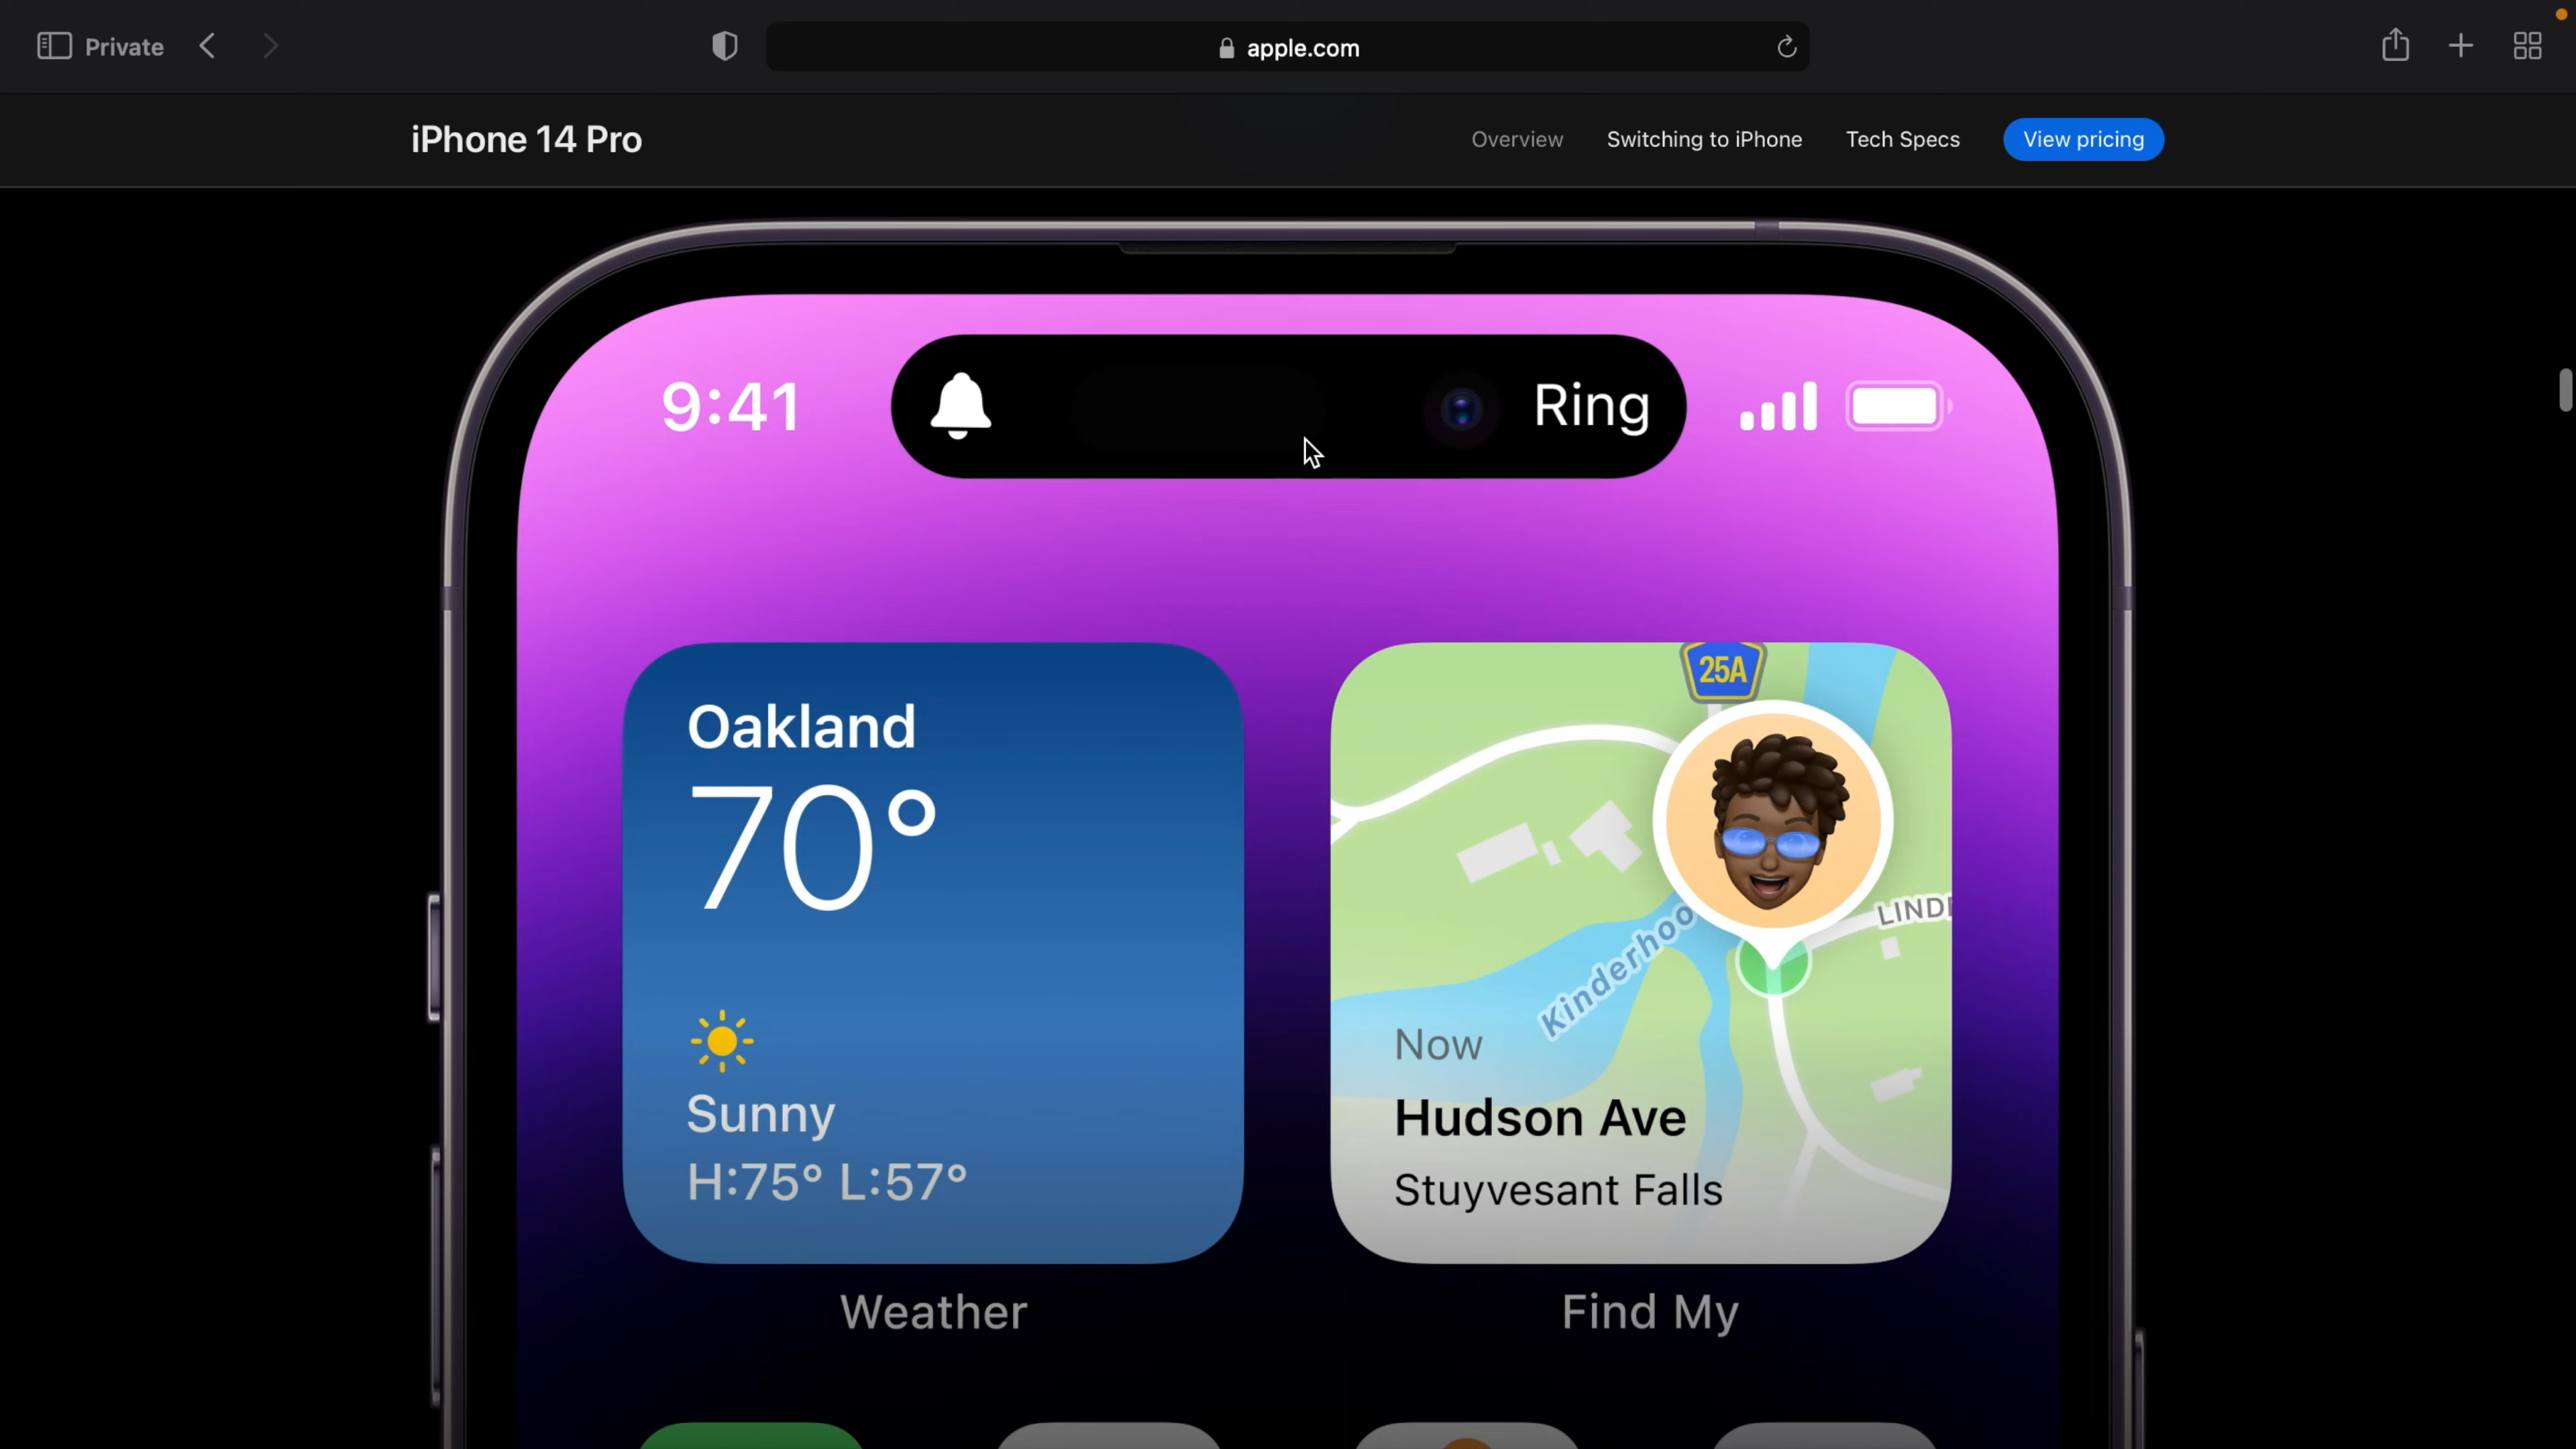 Private
apple.com
iPhone 14 Pro
Overview
Switching to iPhone
Tech Specs
View pricing
9:41
Ring
Oakland
70°
Sunny
H:75° L:57°
Weather
25A
LINDE
Kinderhoo
Now
Hudson Ave
Stuyvesant Falls
Find My